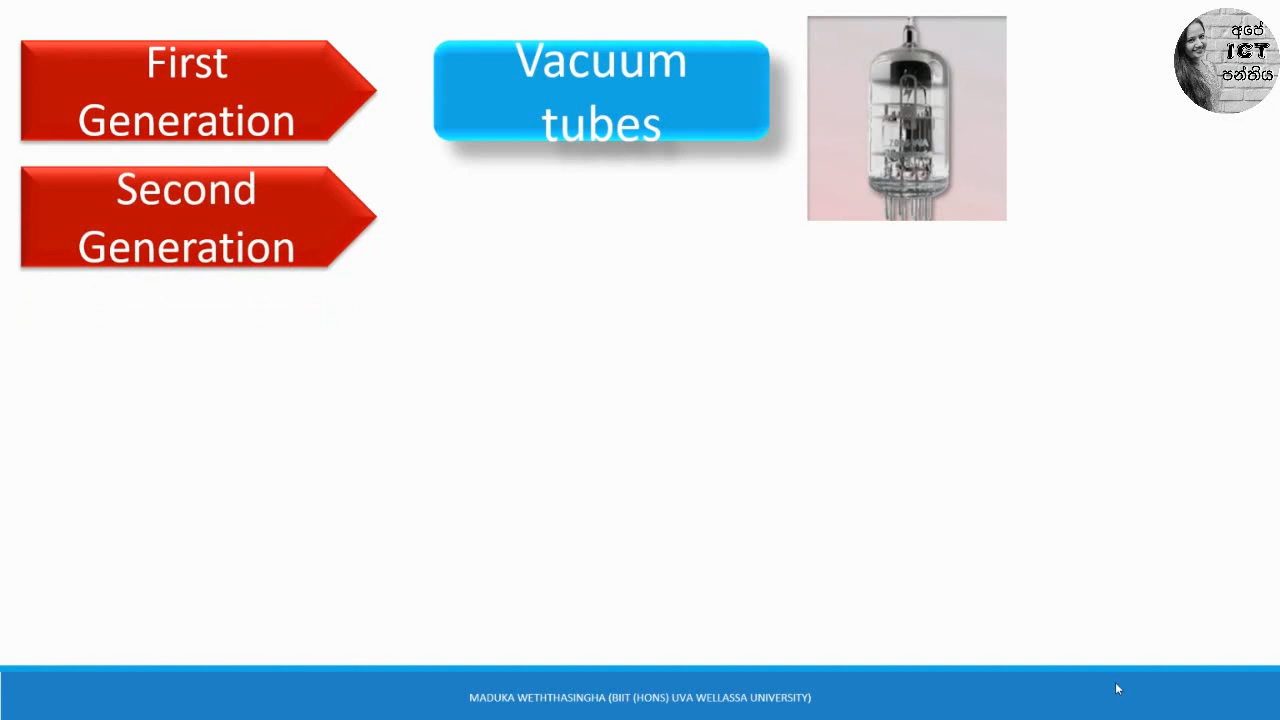 First
Generation
Vacuum
tubes
Second
Generation
අපේ
ICT
පන්තිය
MADUKA WETHTHASINGHA (BIIT (HONS) UVA WELLASSA UNIVERSITY)